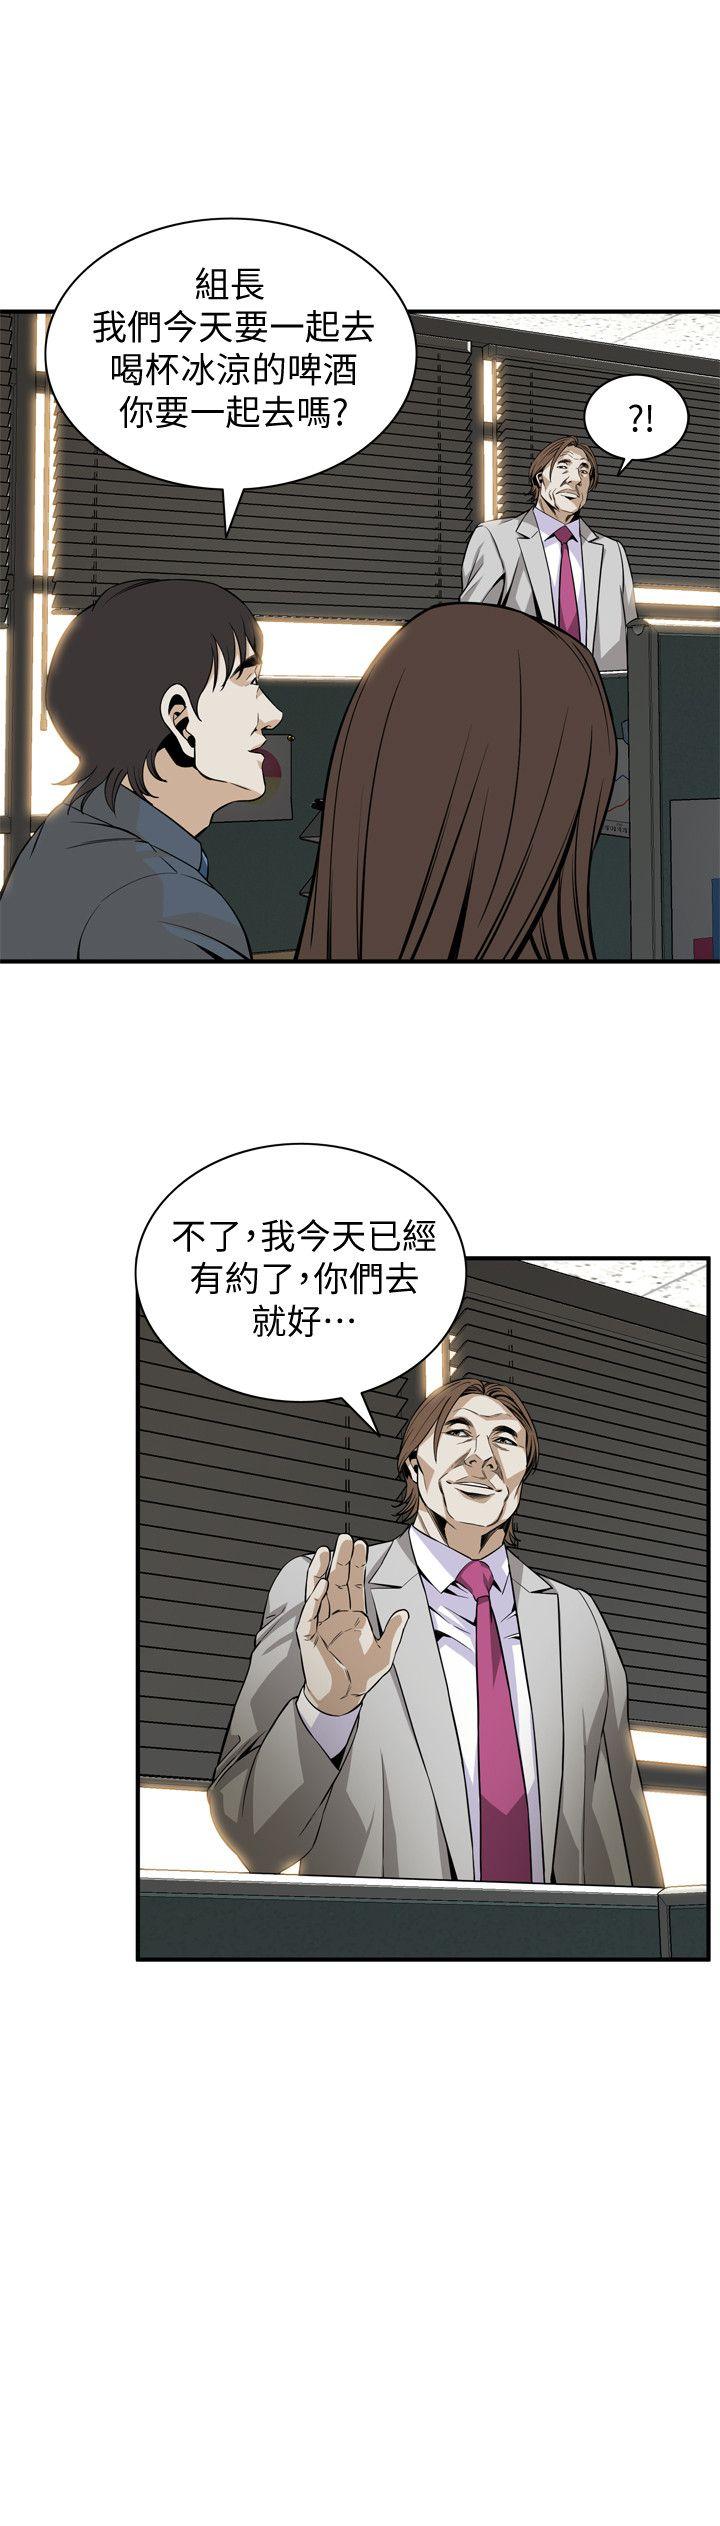 組長
我們今天要一起去
喝杯冰涼的啤酒
你要一起去嗎?
?!
不了,我今天已經
有約了,你們去
就好⋯